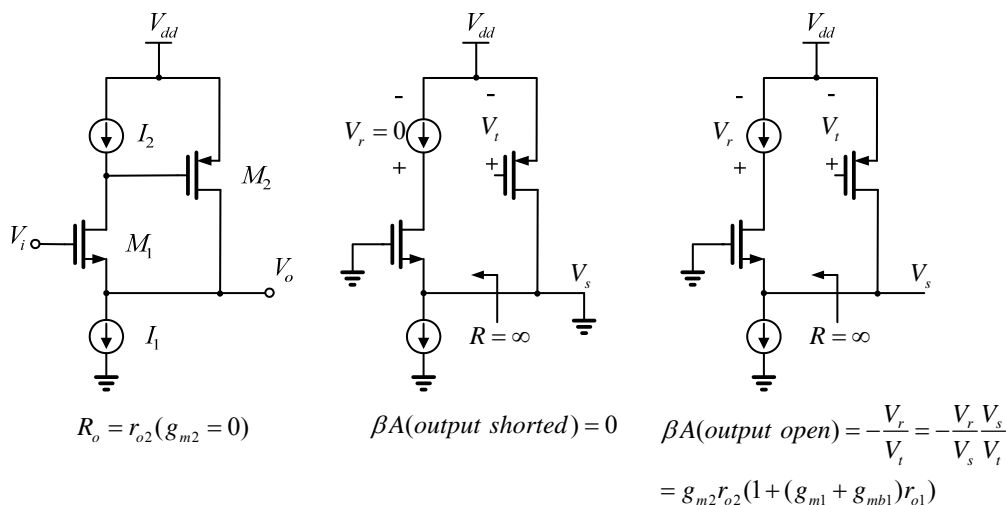 V_dd
V_dd
V_dd
I_2
M_2
V_i
M_1
V_o
I_1
-
-
V_r = 0
V_t
+
+
V_s
R = ∞
-
-
V_r
V_t
+
+
V_s
R = ∞
R_o = r_o2(g_m2 = 0)
βA(output shorted) = 0
βA(output open) = -V_r/V_t = -V_r/V_s V_s/V_t
= g_m2 r_o2(1 + (g_m1 + g_mb1)r_o1)